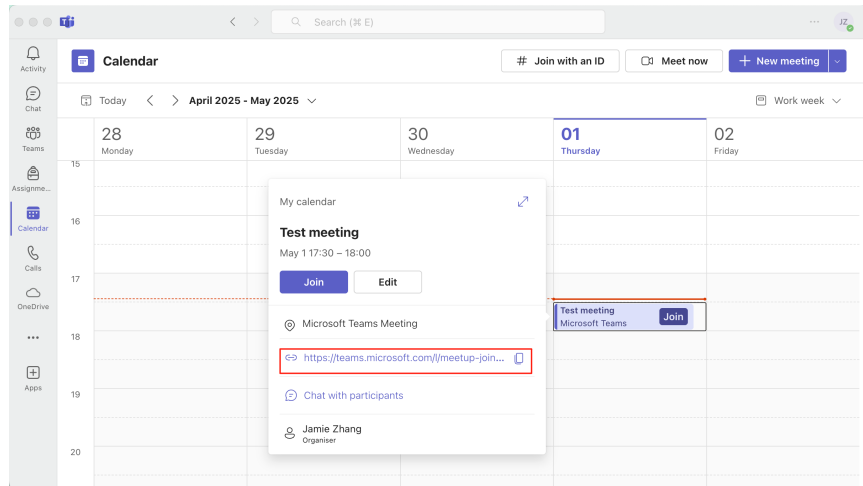 Search (⌘ E)
JZ
Activity
Chat
Teams
Assignme...
Calendar
Calls
OneDrive
Apps
Calendar
# Join with an ID
Meet now
+ New meeting
Today
April 2025 - May 2025
Work week
28
Monday
29
Tuesday
30
Wednesday
01
Thursday
02
Friday
15
16
17
18
19
20
My calendar
Test meeting
May 1 17:30 – 18:00
Join
Edit
Microsoft Teams Meeting
https://teams.microsoft.com/l/meetup-join...
Chat with participants
Jamie Zhang
Organiser
Test meeting
Microsoft Teams
Join